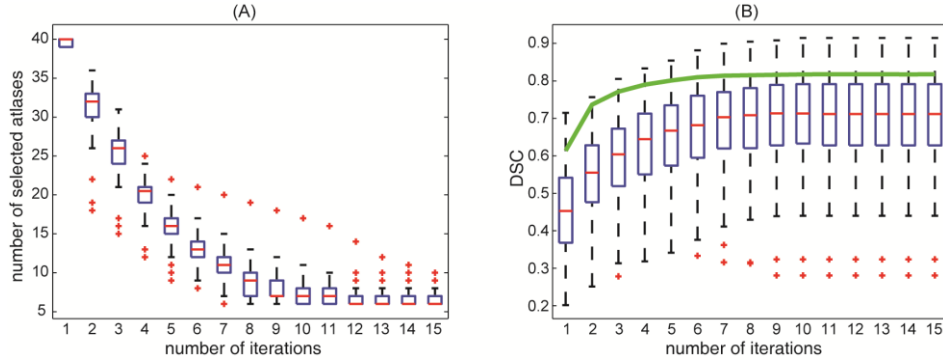 (A)
number of selected atlases
40
35
30
25
20
15
10
5
1 2 3 4 5 6 7 8 9 10 11 12 13 14 15
number of iterations
(B)
DSC
0.9
0.8
0.7
0.6
0.5
0.4
0.3
0.2
1 2 3 4 5 6 7 8 9 10 11 12 13 14 15
number of iterations